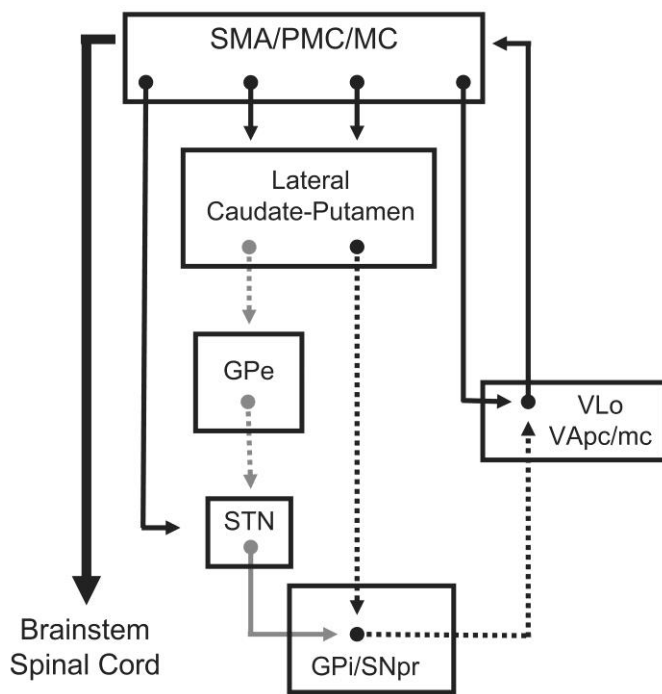 SMA/PMC/MC
Lateral
Caudate-Putamen
GPe
VLo
VApc/mc
STN
GPi/SNpr
Brainstem
Spinal Cord